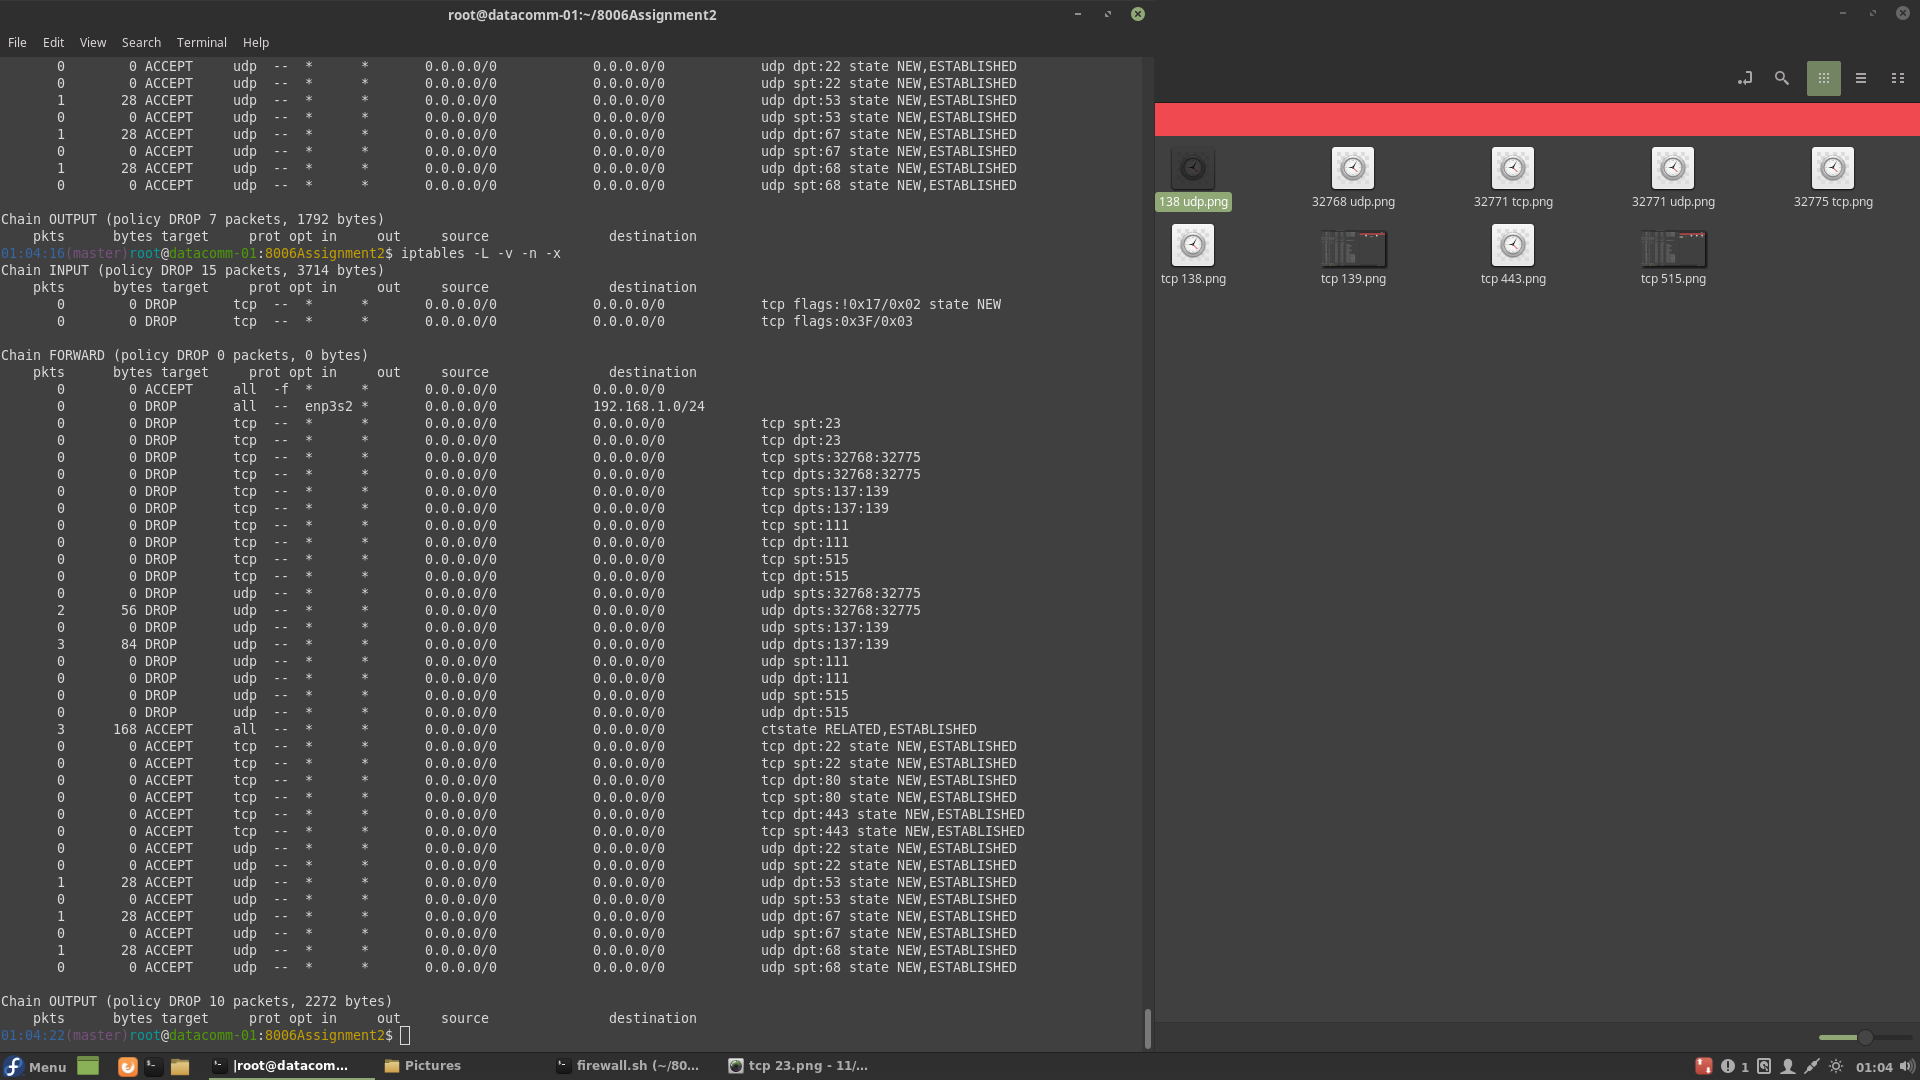 root@datacomm-01:~/8006Assignment2
File Edit View Search Terminal Help
0 0 ACCEPT udp -- * * 0.0.0.0/0 0.0.0.0/0 udp dpt:22 state NEW,ESTABLISHED
0 0 ACCEPT udp -- * * 0.0.0.0/0 0.0.0.0/0 udp spt:22 state NEW,ESTABLISHED
1 28 ACCEPT udp -- * * 0.0.0.0/0 0.0.0.0/0 udp dpt:53 state NEW,ESTABLISHED
0 0 ACCEPT udp -- * * 0.0.0.0/0 0.0.0.0/0 udp spt:53 state NEW,ESTABLISHED
1 28 ACCEPT udp -- * * 0.0.0.0/0 0.0.0.0/0 udp dpt:67 state NEW,ESTABLISHED
0 0 ACCEPT udp -- * * 0.0.0.0/0 0.0.0.0/0 udp spt:67 state NEW,ESTABLISHED
1 28 ACCEPT udp -- * * 0.0.0.0/0 0.0.0.0/0 udp dpt:68 state NEW,ESTABLISHED
0 0 ACCEPT udp -- * * 0.0.0.0/0 0.0.0.0/0 udp spt:68 state NEW,ESTABLISHED
Chain OUTPUT (policy DROP 7 packets, 1792 bytes)
pkts bytes target prot opt in out source destination
01:04:16(master)root@datacomm-01:8006Assignment2$ iptables -L -v -n -x
Chain INPUT (policy DROP 15 packets, 3714 bytes)
pkts bytes target prot opt in out source destination
0 0 DROP tcp -- * * 0.0.0.0/0 0.0.0.0/0 tcp flags:!0x17/0x02 state NEW
0 0 DROP tcp -- * * 0.0.0.0/0 0.0.0.0/0 tcp flags:0x3F/0x03
Chain FORWARD (policy DROP 0 packets, 0 bytes)
pkts bytes target prot opt in out source destination
0 0 ACCEPT all -f * * 0.0.0.0/0 0.0.0.0/0
0 0 DROP all -- enp3s2 * 0.0.0.0/0 192.168.1.0/24
0 0 DROP tcp -- * * 0.0.0.0/0 0.0.0.0/0 tcp spt:23
0 0 DROP tcp -- * * 0.0.0.0/0 0.0.0.0/0 tcp dpt:23
0 0 DROP tcp -- * * 0.0.0.0/0 0.0.0.0/0 tcp spts:32768:32775
0 0 DROP tcp -- * * 0.0.0.0/0 0.0.0.0/0 tcp dpts:32768:32775
0 0 DROP tcp -- * * 0.0.0.0/0 0.0.0.0/0 tcp spts:137:139
0 0 DROP tcp -- * * 0.0.0.0/0 0.0.0.0/0 tcp dpts:137:139
0 0 DROP tcp -- * * 0.0.0.0/0 0.0.0.0/0 tcp spt:111
0 0 DROP tcp -- * * 0.0.0.0/0 0.0.0.0/0 tcp dpt:111
0 0 DROP tcp -- * * 0.0.0.0/0 0.0.0.0/0 tcp spt:515
0 0 DROP tcp -- * * 0.0.0.0/0 0.0.0.0/0 tcp dpt:515
0 0 DROP udp -- * * 0.0.0.0/0 0.0.0.0/0 udp spts:32768:32775
2 56 DROP udp -- * * 0.0.0.0/0 0.0.0.0/0 udp dpts:32768:32775
0 0 DROP udp -- * * 0.0.0.0/0 0.0.0.0/0 udp spts:137:139
3 84 DROP udp -- * * 0.0.0.0/0 0.0.0.0/0 udp dpts:137:139
0 0 DROP udp -- * * 0.0.0.0/0 0.0.0.0/0 udp spt:111
0 0 DROP udp -- * * 0.0.0.0/0 0.0.0.0/0 udp dpt:111
0 0 DROP udp -- * * 0.0.0.0/0 0.0.0.0/0 udp spt:515
0 0 DROP udp -- * * 0.0.0.0/0 0.0.0.0/0 udp dpt:515
3 168 ACCEPT all -- * * 0.0.0.0/0 0.0.0.0/0 ctstate RELATED,ESTABLISHED
0 0 ACCEPT tcp -- * * 0.0.0.0/0 0.0.0.0/0 tcp dpt:22 state NEW,ESTABLISHED
0 0 ACCEPT tcp -- * * 0.0.0.0/0 0.0.0.0/0 tcp spt:22 state NEW,ESTABLISHED
0 0 ACCEPT tcp -- * * 0.0.0.0/0 0.0.0.0/0 tcp dpt:80 state NEW,ESTABLISHED
0 0 ACCEPT tcp -- * * 0.0.0.0/0 0.0.0.0/0 tcp spt:80 state NEW,ESTABLISHED
0 0 ACCEPT tcp -- * * 0.0.0.0/0 0.0.0.0/0 tcp dpt:443 state NEW,ESTABLISHED
0 0 ACCEPT tcp -- * * 0.0.0.0/0 0.0.0.0/0 tcp spt:443 state NEW,ESTABLISHED
0 0 ACCEPT udp -- * * 0.0.0.0/0 0.0.0.0/0 udp dpt:22 state NEW,ESTABLISHED
0 0 ACCEPT udp -- * * 0.0.0.0/0 0.0.0.0/0 udp spt:22 state NEW,ESTABLISHED
1 28 ACCEPT udp -- * * 0.0.0.0/0 0.0.0.0/0 udp dpt:53 state NEW,ESTABLISHED
0 0 ACCEPT udp -- * * 0.0.0.0/0 0.0.0.0/0 udp spt:53 state NEW,ESTABLISHED
1 28 ACCEPT udp -- * * 0.0.0.0/0 0.0.0.0/0 udp dpt:67 state NEW,ESTABLISHED
0 0 ACCEPT udp -- * * 0.0.0.0/0 0.0.0.0/0 udp spt:67 state NEW,ESTABLISHED
1 28 ACCEPT udp -- * * 0.0.0.0/0 0.0.0.0/0 udp dpt:68 state NEW,ESTABLISHED
0 0 ACCEPT udp -- * * 0.0.0.0/0 0.0.0.0/0 udp spt:68 state NEW,ESTABLISHED
Chain OUTPUT (policy DROP 10 packets, 2272 bytes)
pkts bytes target prot opt in out source destination
01:04:22(master)root@datacomm-01:8006Assignment2$
138 udp.png 32768 udp.png 32771 tcp.png 32771 udp.png 32775 tcp.png
tcp 138.png tcp 139.png tcp 443.png tcp 515.png
Menu |root@datacom... Pictures firewall.sh (~/80... tcp 23.png - 11/... 1 01:04